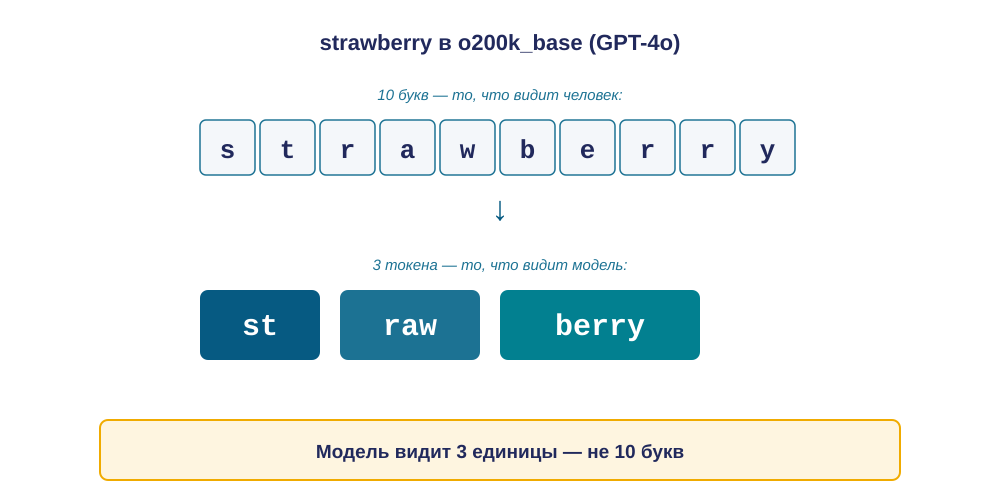 strawberry в o200k_base (GPT-4o)
10 букв — то, что видит человек:
s t r a w b e r r y
↓
3 токена — то, что видит модель:
st raw berry
Модель видит 3 единицы — не 10 букв